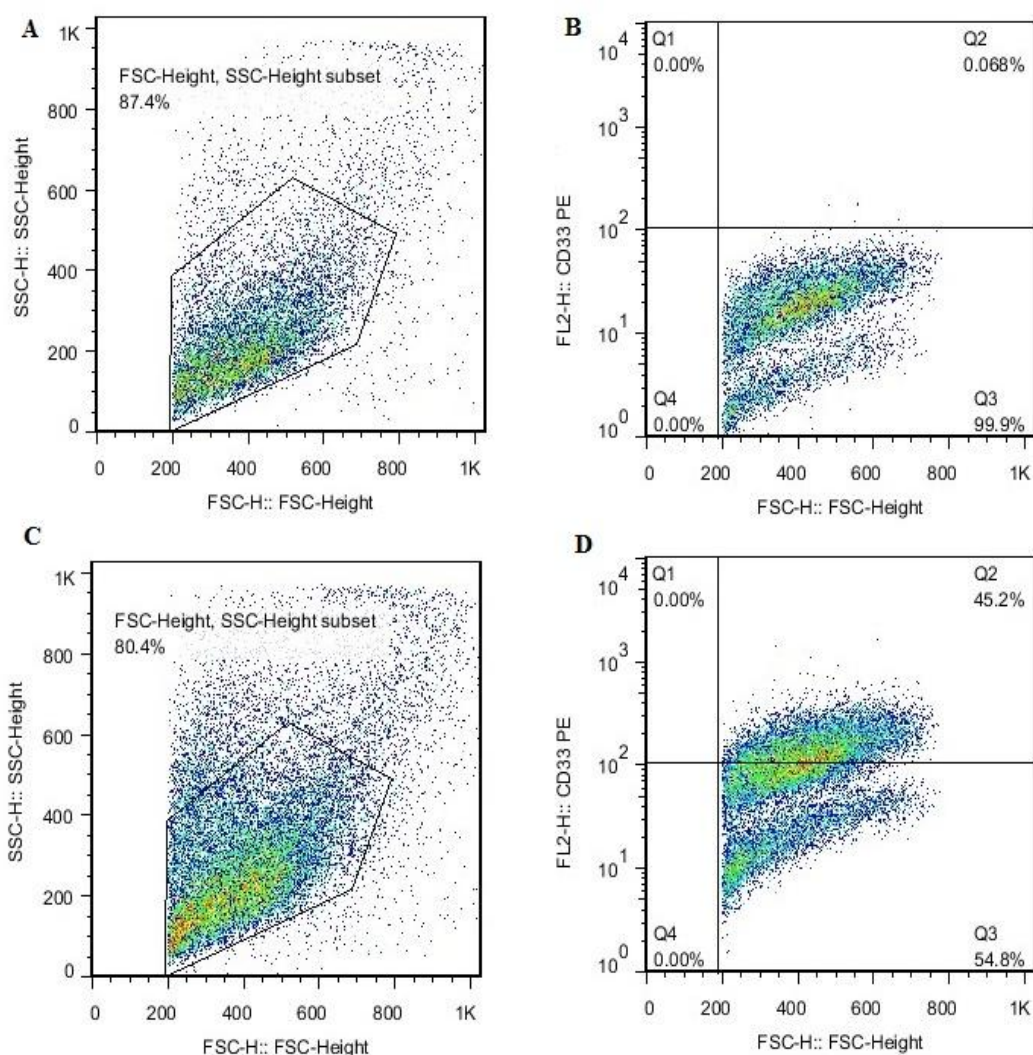 A
1K
FSC-Height, SSC-Height subset
87.4%
800
600
400
200
0
SSC-H:: SSC-Height
0 200 400 600 800 1K
FSC-H:: FSC-Height
B
10 4
Q1
0.00%
Q2
0.068%
10 3
10 2
10 1
10 0
FL2-H:: CD33 PE
Q4
0.00%
Q3
99.9%
0 200 400 600 800 1K
FSC-H:: FSC-Height
C
1K
FSC-Height, SSC-Height subset
80.4%
800
600
400
200
0
SSC-H:: SSC-Height
0 200 400 600 800 1K
FSC-H:: FSC-Height
D
10 4
Q1
0.00%
Q2
45.2%
10 3
10 2
10 1
10 0
FL2-H:: CD33 PE
Q4
0.00%
Q3
54.8%
0 200 400 600 800 1K
FSC-H:: FSC-Height